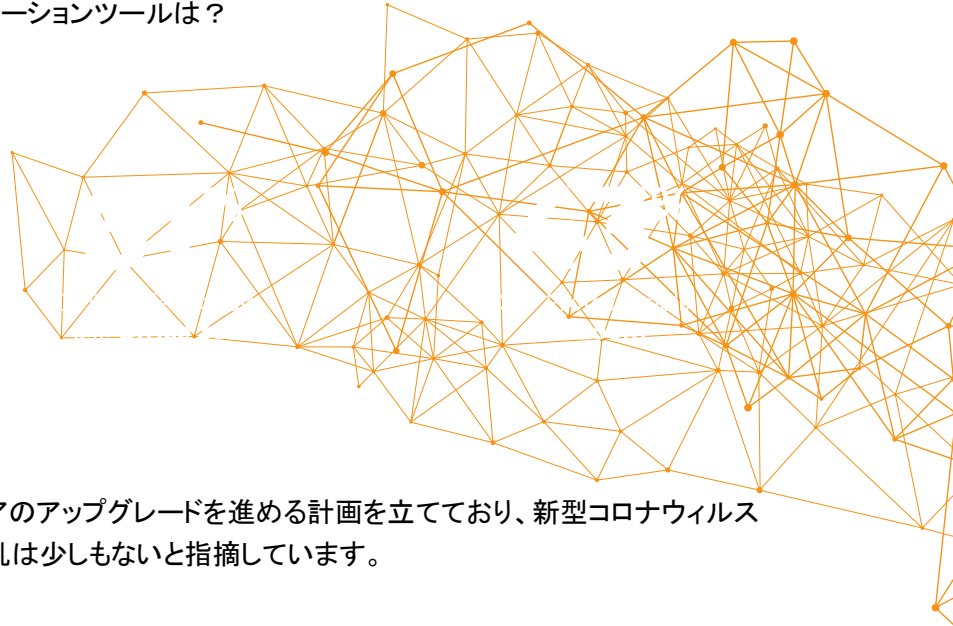 ーションツールは？
アのアップグレードを進める計画を立てており、新型コロナウィルス
乱は少しもないと指摘しています。